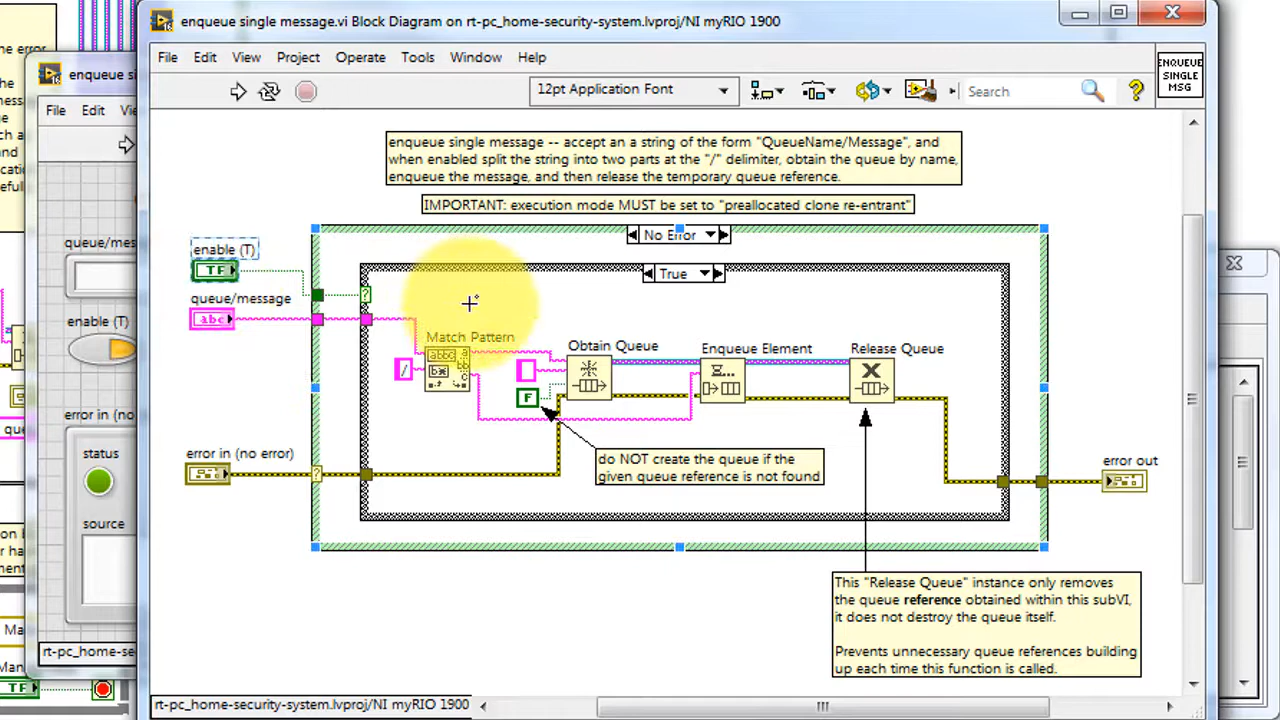 enqueue single message.vi Block Diagram on rt-pc_home-security-system.lvproj/NI myRIO 1900
File Edit View Project Operate Tools Window Help
12pt Application Font
Search
ENQUEUE
SINGLE
MSG
enqueue single message -- accept an a string of the form "QueueName/Message", and
when enabled split the string into two parts at the "/" delimiter, obtain the queue by name,
enqueue the message, and then release the temporary queue reference.
IMPORTANT: execution mode MUST be set to "preallocated clone re-entrant"
No Error
True
enable (T)
TF
queue/message
abc
Match Pattern
/
Obtain Queue
F
Enqueue Element
Release Queue
do NOT create the queue if the
given queue reference is not found
error in (no error)
error out
This "Release Queue" instance only removes
the queue reference obtained within this subVI,
it does not destroy the queue itself.
Prevents unnecessary queue references building
up each time this function is called.
rt-pc_home-security-system.lvproj/NI myRIO 1900
enqueue si
File Edit Vi
queue/mes
enable (T)
error in (no
status
source
rt-pc_home-se
TF